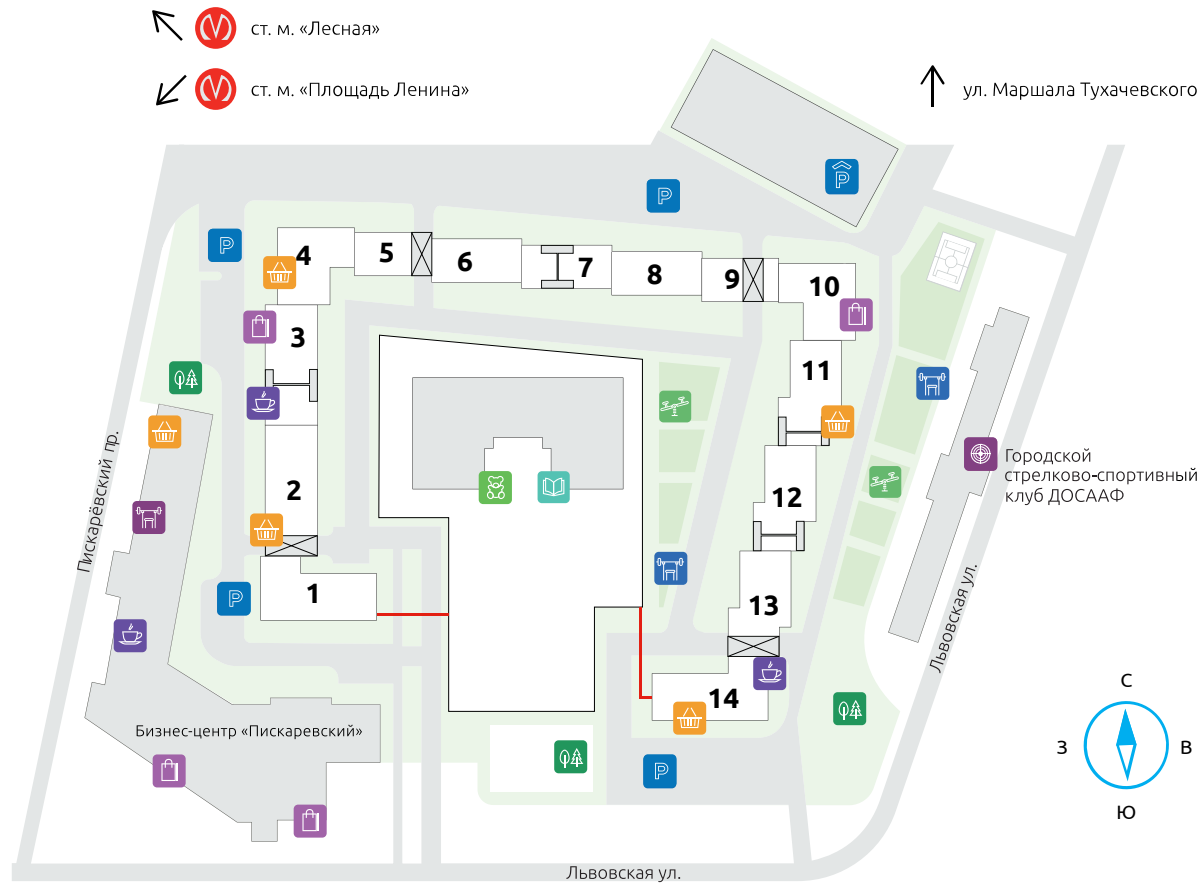 ст. м. «Лесная»
ст. м. «Площадь Ленина»
ул. Маршала Тухачевского
P
P
P
4
5
6
7
8
9
10
3
11
Пискарёвский пр.
Городской
стрелково-спортивный
клуб ДОСААФ
2
12
1
P
13
Львовская ул.
14
Бизнес-центр «Пискаревский»
P
С
З
В
Ю
Львовская ул.